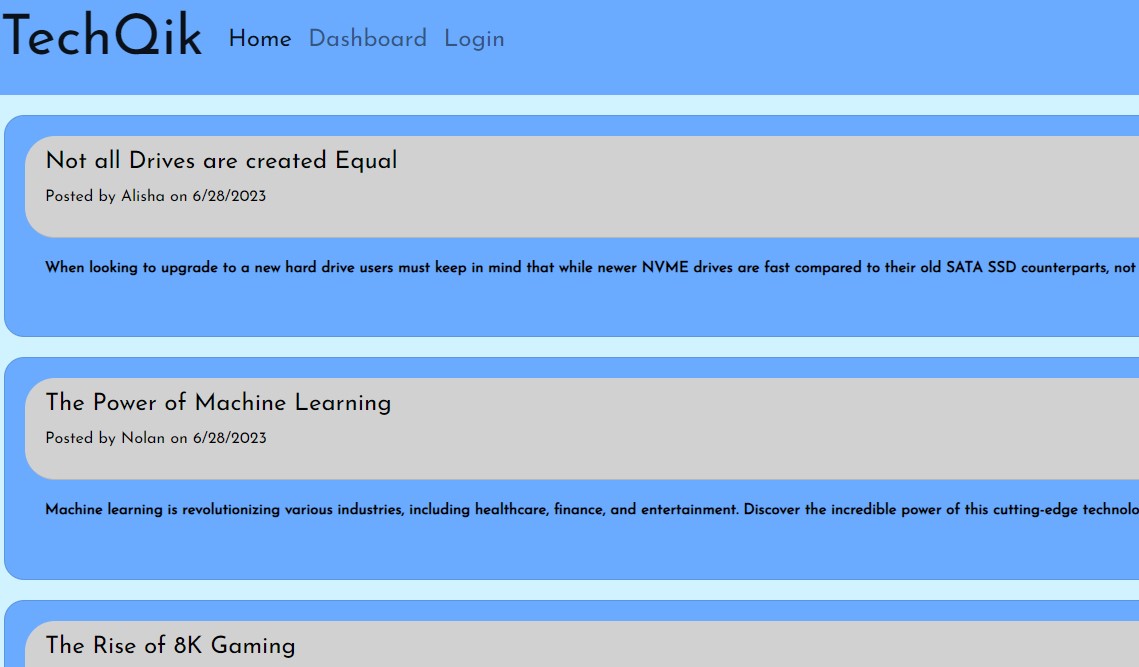 TechQik Home Dashboard Login
Not all Drives are created Equal
Posted by Alisha on 6/28/2023
When looking to upgrade to a new hard drive users must keep in mind that while newer NVME drives are fast compared to their old SATA SSD counterparts, not
The Power of Machine Learning
Posted by Nolan on 6/28/2023
Machine learning is revolutionizing various industries, including healthcare, finance, and entertainment. Discover the incredible power of this cutting-edge technolo
The Rise of 8K Gaming